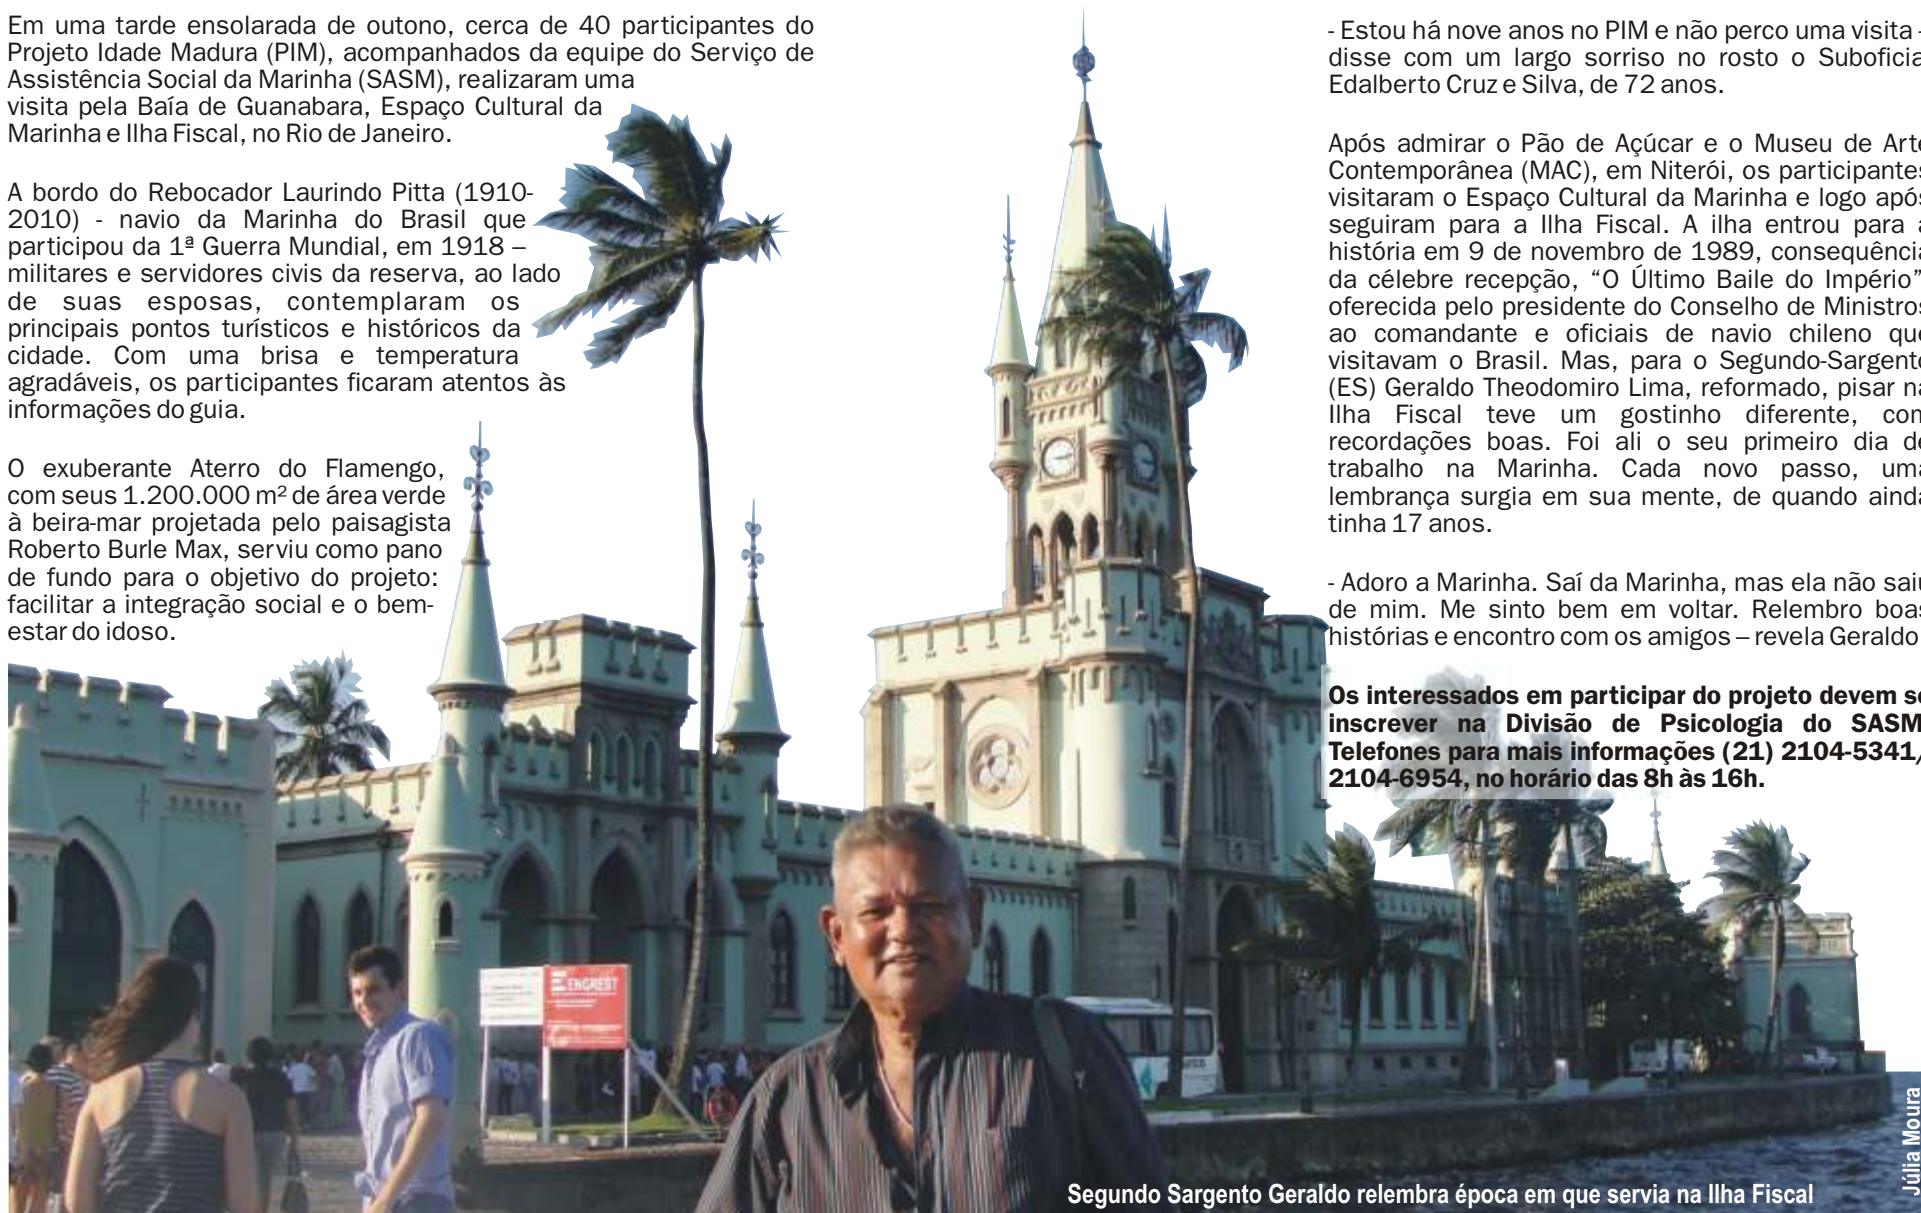 Em uma tarde ensolarada de outono, cerca de 40 participantes do
Projeto Idade Madura (PIM), acompanhados da equipe do Serviço de
Assistência Social da Marinha (SASM), realizaram uma
visita pela Baía de Guanabara, Espaço Cultural da
Marinha e Ilha Fiscal, no Rio de Janeiro.
A bordo do Rebocador Laurindo Pitta (1910-
2010) - navio da Marinha do Brasil que
participou da 1ª Guerra Mundial, em 1918 –
militares e servidores civis da reserva, ao lado
de suas esposas, contemplaram os
principais pontos turísticos e históricos da
cidade. Com uma brisa e temperatura
agradáveis, os participantes ficaram atentos às
informações do guia.
O exuberante Aterro do Flamengo,
com seus 1.200.000 m² de área verde
à beira-mar projetada pelo paisagista
Roberto Burle Max, serviu como pano
de fundo para o objetivo do projeto:
facilitar a integração social e o bem-
estar do idoso.
- Estou há nove anos no PIM e não perco uma visita -
disse com um largo sorriso no rosto o Suboficial
Edalberto Cruz e Silva, de 72 anos.
Após admirar o Pão de Açúcar e o Museu de Arte
Contemporânea (MAC), em Niterói, os participantes
visitaram o Espaço Cultural da Marinha e logo após
seguiram para a Ilha Fiscal. A ilha entrou para a
história em 9 de novembro de 1989, consequência
da célebre recepção, “O Último Baile do Império”
oferecida pelo presidente do Conselho de Ministros
ao comandante e oficiais de navio chileno que
visitavam o Brasil. Mas, para o Segundo-Sargento
(ES) Geraldo Theodomiro Lima, reformado, pisar na
Ilha Fiscal teve um gostinho diferente, com
recordações boas. Foi ali o seu primeiro dia de
trabalho na Marinha. Cada novo passo, uma
lembrança surgia em sua mente, de quando ainda
tinha 17 anos.
- Adoro a Marinha. Saí da Marinha, mas ela não saiu
de mim. Me sinto bem em voltar. Relembro boas
histórias e encontro com os amigos – revela Geraldo
Os interessados em participar do projeto devem se
inscrever na Divisão de Psicologia do SASM
Telefones para mais informações (21) 2104-5341/
2104-6954, no horário das 8h às 16h.
ENGREST
Segundo Sargento Geraldo relembra época em que servia na Ilha Fiscal
Júlia Moura